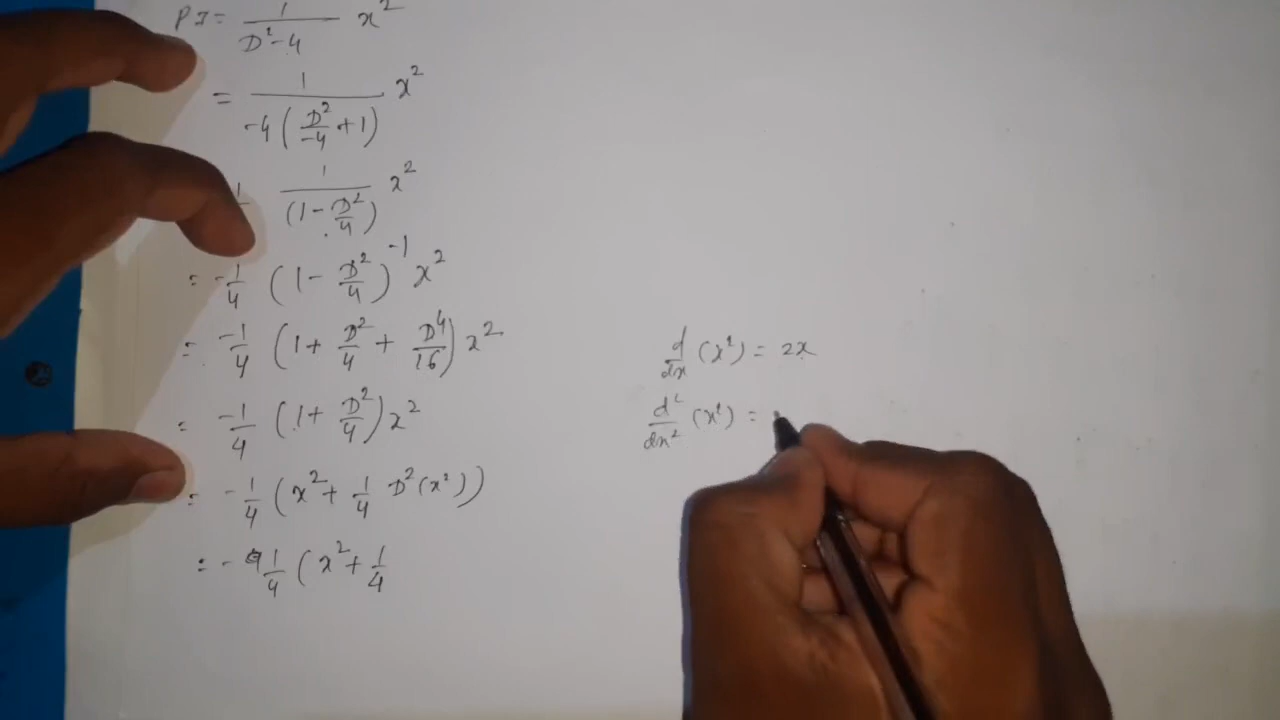 PI = 1/(D²-4) x²
= 1/(-4(D²/-4 + 1)) x²
1/(1 - D²/4) x²
= -1/4 (1 - D²/4)⁻¹ x²
= -1/4 (1 + D²/4 + D⁴/16) x²
= -1/4 (1 + D²/4) x²
= -1/4 (x² + 1/4 D²(x²))
= - 1/4 (x² + 1/4
d/dx (x²) = 2x
d²/dx² (x²) =